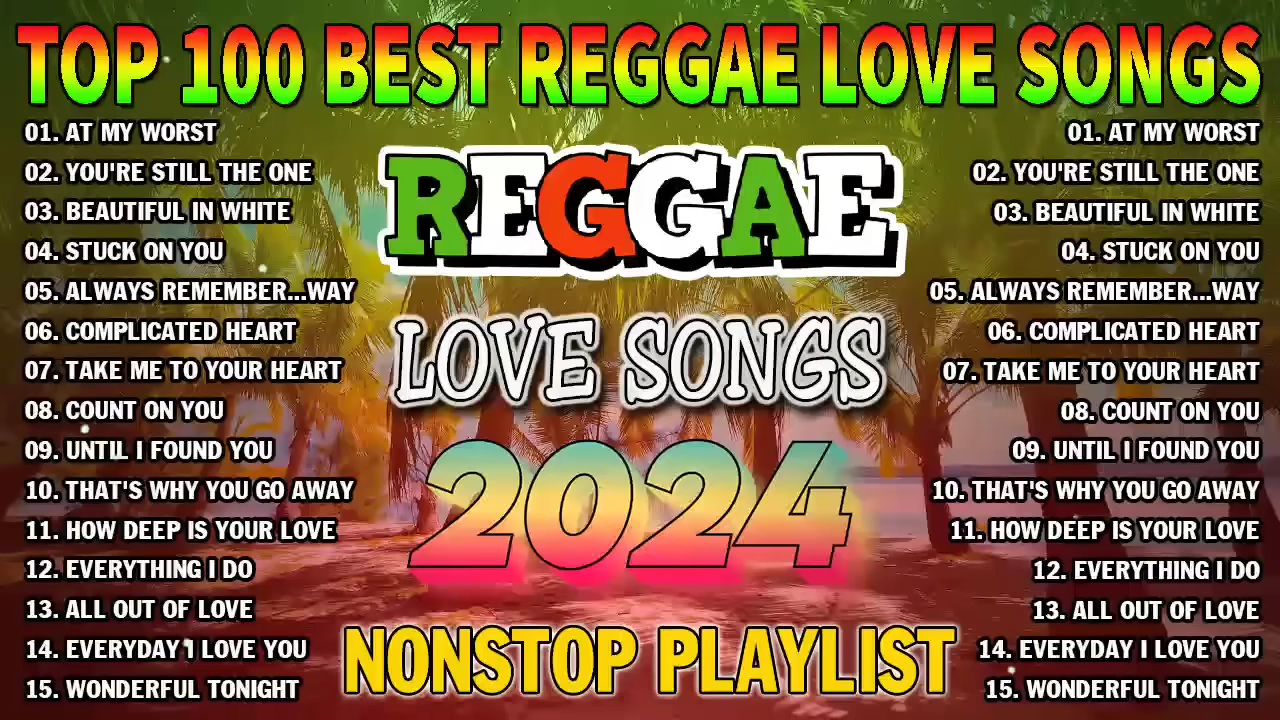 TOP 100 BEST REGGAE LOVE SONGS
01. AT MY WORST
02. YOU'RE STILL THE ONE
03. BEAUTIFUL IN WHITE
04. STUCK ON YOU
05. ALWAYS REMEMBER...WAY
06. COMPLICATED HEART
07. TAKE ME TO YOUR HEART
08. COUNT ON YOU
09. UNTIL I FOUND YOU
10. THAT'S WHY YOU GO AWAY
11. HOW DEEP IS YOUR LOVE
12. EVERYTHING I DO
13. ALL OUT OF LOVE
14. EVERYDAY I LOVE YOU
15. WONDERFUL TONIGHT
REGGAE
LOVE SONGS
2024
NONSTOP PLAYLIST
01. AT MY WORST
02. YOU'RE STILL THE ONE
03. BEAUTIFUL IN WHITE
04. STUCK ON YOU
05. ALWAYS REMEMBER...WAY
06. COMPLICATED HEART
07. TAKE ME TO YOUR HEART
08. COUNT ON YOU
09. UNTIL I FOUND YOU
10. THAT'S WHY YOU GO AWAY
11. HOW DEEP IS YOUR LOVE
12. EVERYTHING I DO
13. ALL OUT OF LOVE
14. EVERYDAY I LOVE YOU
15. WONDERFUL TONIGHT